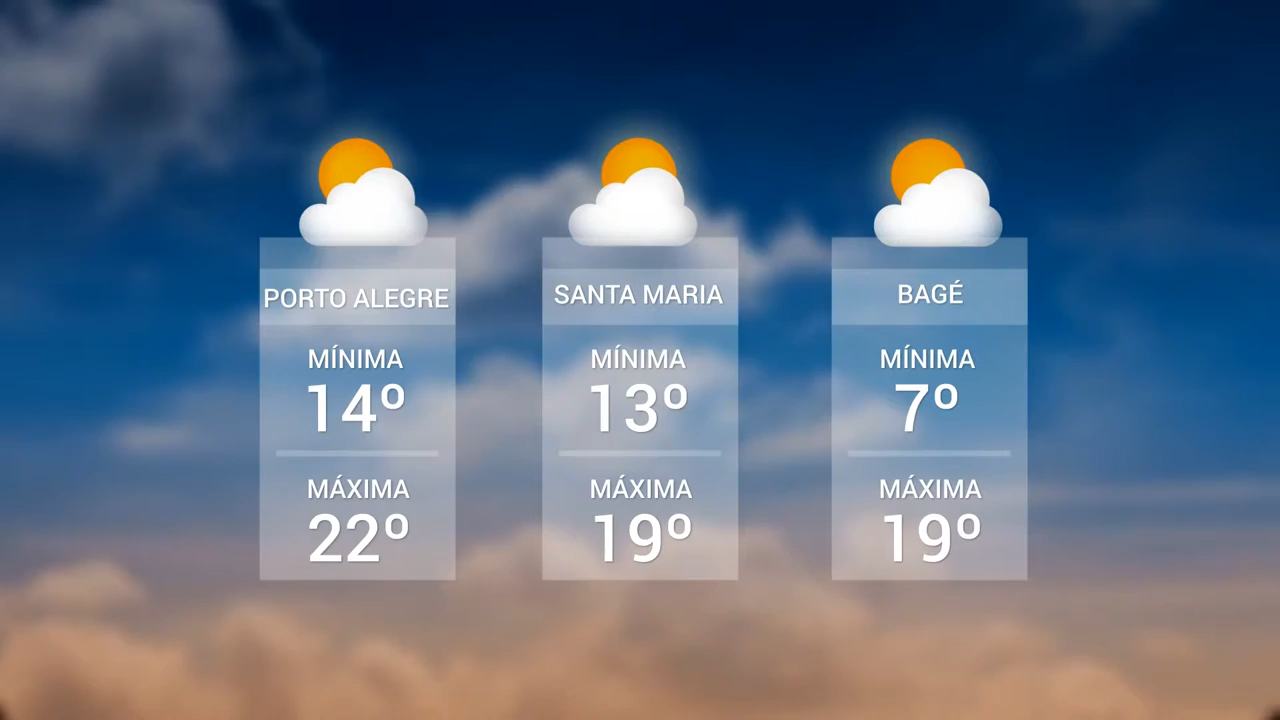 PORTO ALEGRE
MÍNIMA
14º
MÁXIMA
22º
SANTA MARIA
MÍNIMA
13º
MÁXIMA
19º
BAGÉ
MÍNIMA
7º
MÁXIMA
19º